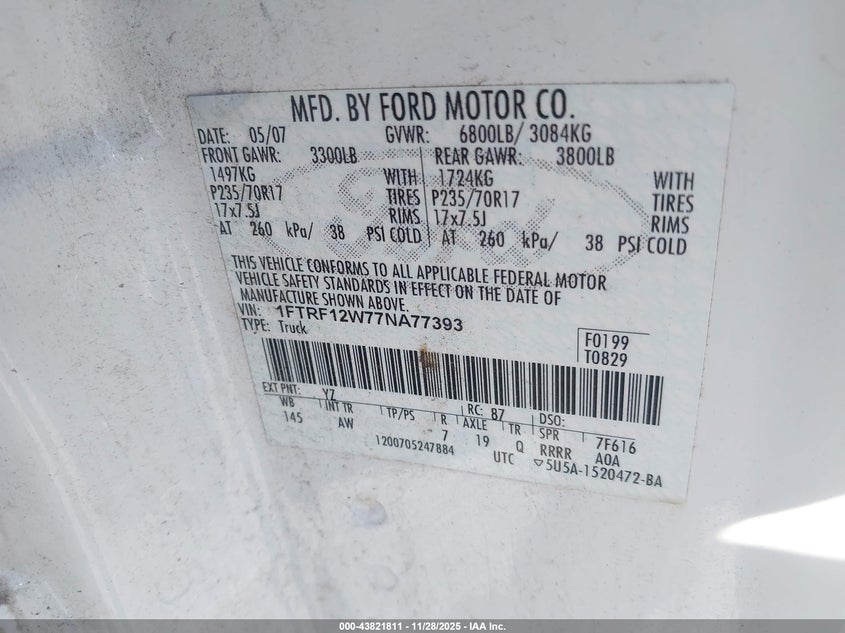 MFD. BY FORD MOTOR CO.
DATE: 05/07 GVWR: 6800LB/ 3084KG
FRONT GAWR: 3300LB REAR GAWR: 3800LB
1497KG WITH 1724KG WITH
P235/70R17 TIRES P235/70R17 TIRES
17x7.5J RIMS 17x7.5J RIMS
AT 260 kPa/ 38 PSI COLD AT 260 kPa/ 38 PSI COLD
Ford
THIS VEHICLE CONFORMS TO ALL APPLICABLE FEDERAL MOTOR
VEHICLE SAFETY STANDARDS IN EFFECT ON THE DATE OF
MANUFACTURE SHOWN ABOVE.
VIN: 1FTRF12W77NA77393
TYPE: Truck
F0199
T0829
EXT PNT: YZ RC: 87 DSO:
WB INT TR TP/PS R AXLE TR SPR 7F616
145 AW 7 19 Q RRRR A0A
1200705247884 UTC ▽5U5A-1520472-BA
000-43821811 - 11/28/2025 - IAA Inc.